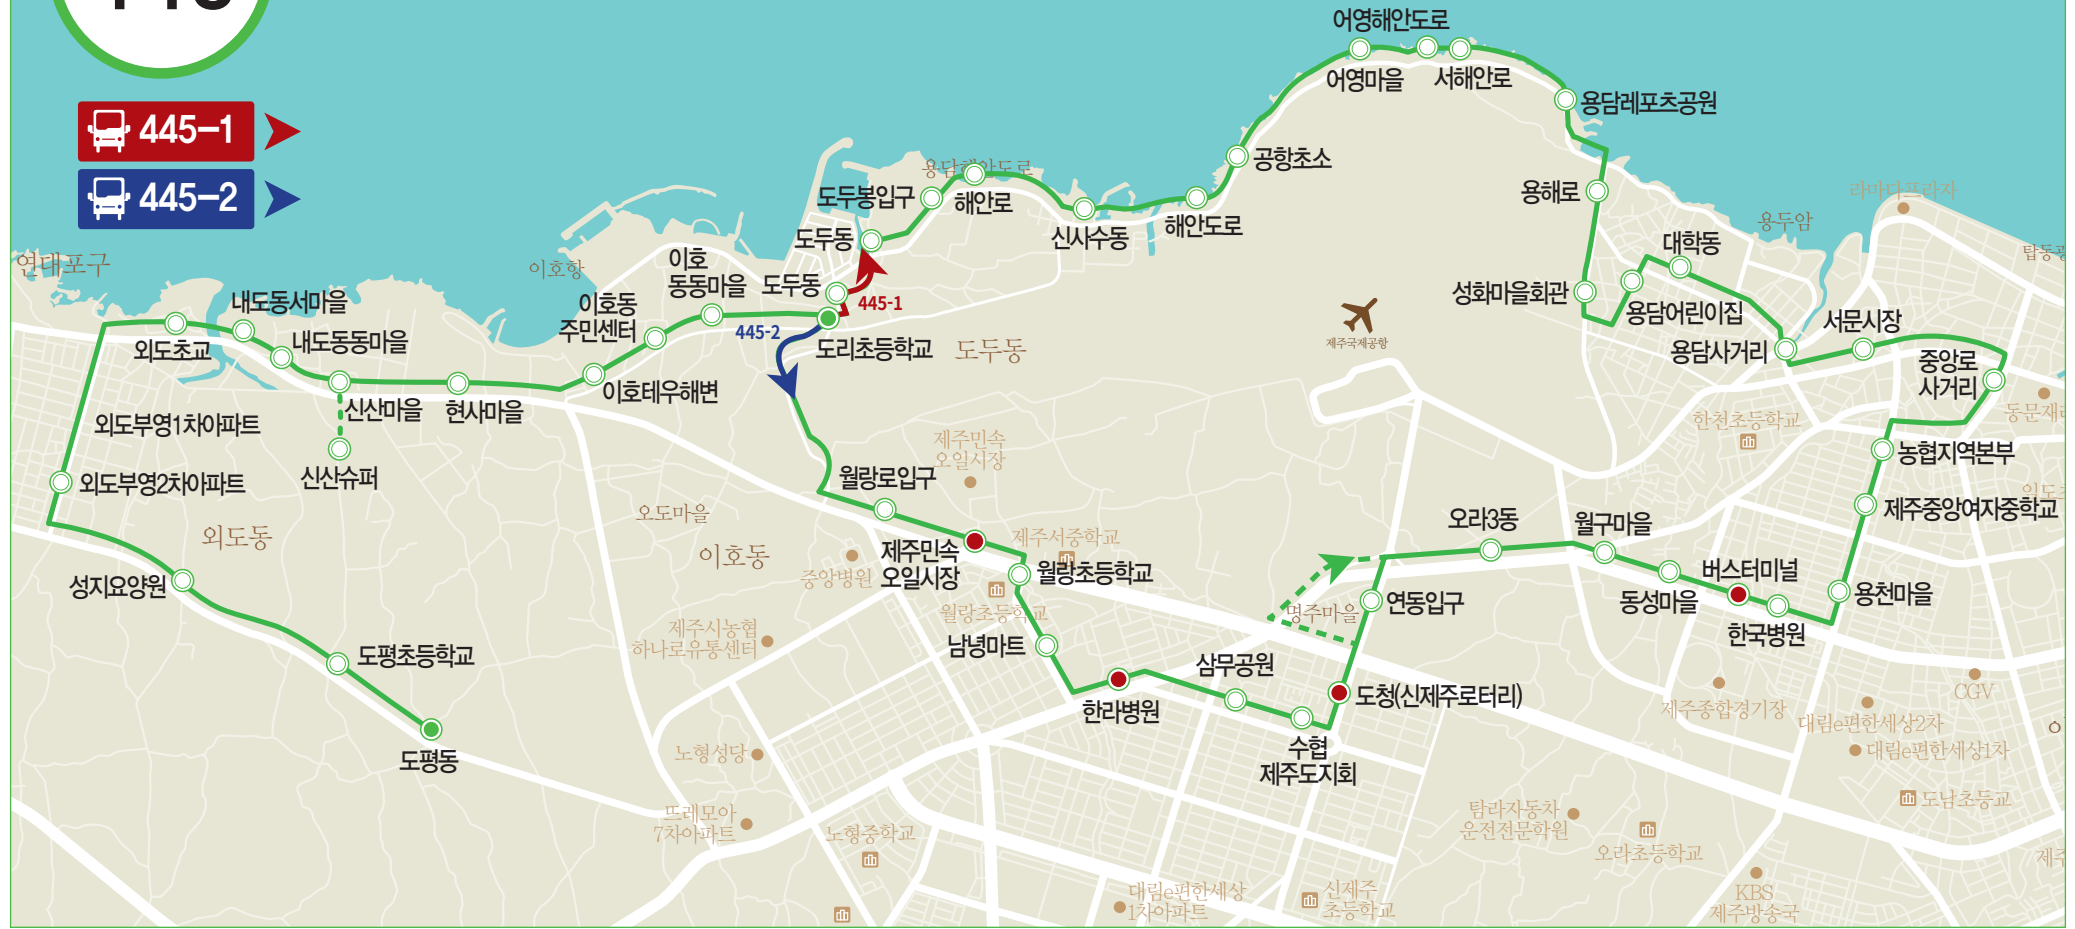 445-1
445-2
어영해안도로
어영마을
서해안로
용담레포츠공원
공항초소
용담해안도로
도두봉입구
해안로
신사수동
해안도로
용해로
라마다프라자
용두암
탑동광
연대포구
이호항
도두동
이호
동동마을
도두동
445-1
445-2
대학동
성화마을회관
용담어린이집
서문시장
용담사거리
중앙로
사거리
내도동서마을
이호동
주민센터
외도초교
내도동동마을
도리초등학교
도두동
제주국제공항
이호테우해변
신산마을
현사마을
외도부영1차아파트
한천초등학교
동문재래
제주민속
오일시장
농협지역본부
신산슈퍼
월랑로입구
외도부영2차아파트
제주중앙여자중학교
오도마을
외도동
이호동
제주서중학교
오라3동
월구마을
제주민속
오일시장
중앙병원
월랑초등학교
월랑초등학교
버스터미널
성지요양원
연동입구
명주마을
동성마을
용천마을
한국병원
제주시농협
하나로유통센터
남녕마트
도평초등학교
삼무공원
도청(신제주로터리)
CGV
한라병원
제주종합경기장
대림e편한세상2차
대림e편한세상1차
도평동
노형성당
수협
제주도지회
도남초등교
뜨레모아
7차아파트
노형중학교
탐라자동차
운전전문학원
오라초등학교
제주
대림e편한세상
1차아파트
신제주
초등학교
KBS
제주방송국